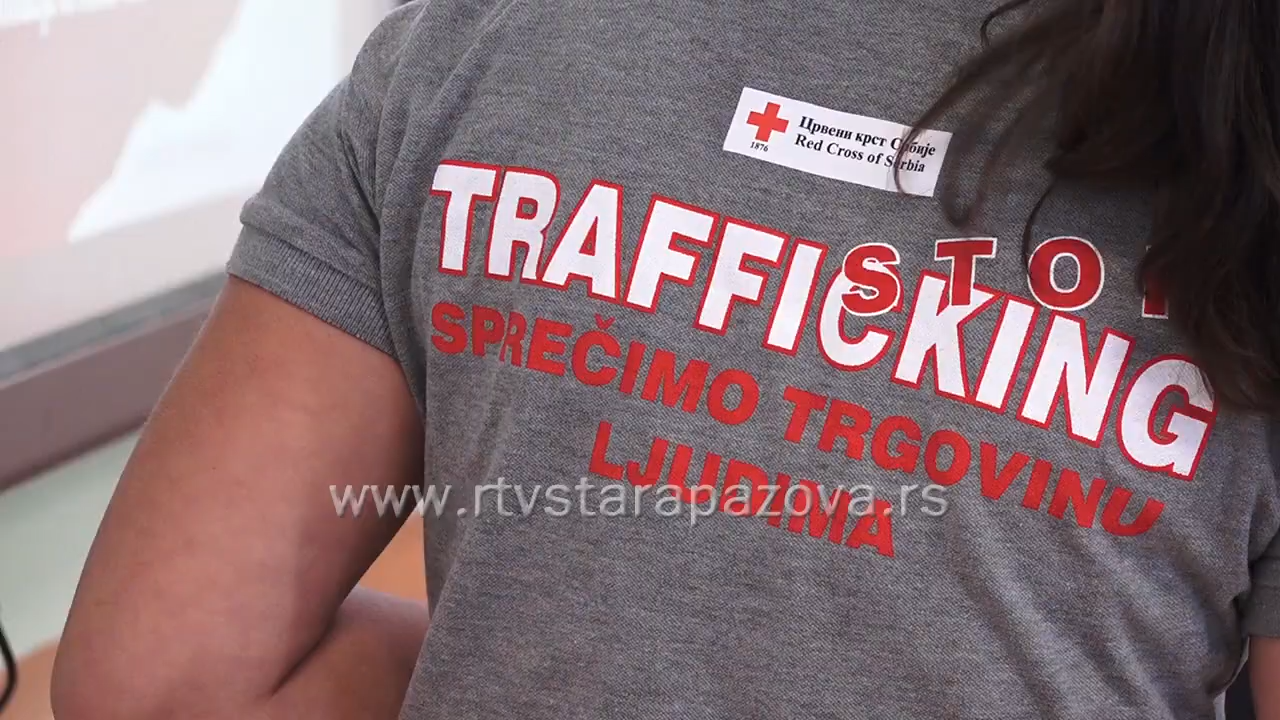 Црвени крст Србије
Red Cross of Serbia
1876
STOP
TRAFFICKING
SPREČIMO TRGOVINU
LJUDIMA
www.rtvstarapazova.rs